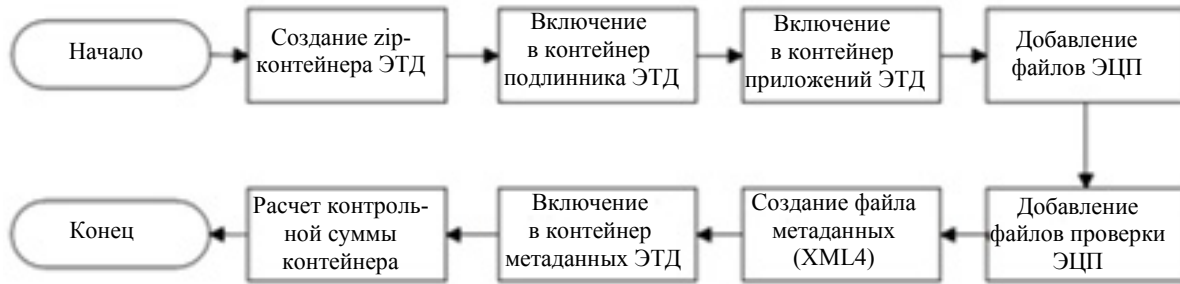 Начало
Создание zip-
контейнера ЭТД
Включение
в контейнер
подлинника ЭТД
Включение
в контейнер
приложений ЭТД
Добавление
файлов ЭЦП
Добавление
файлов проверки
ЭЦП
Создание файла
метаданных
(XML4)
Включение
в контейнер
метаданных ЭТД
Расчет контроль-
ной суммы
контейнера
Конец